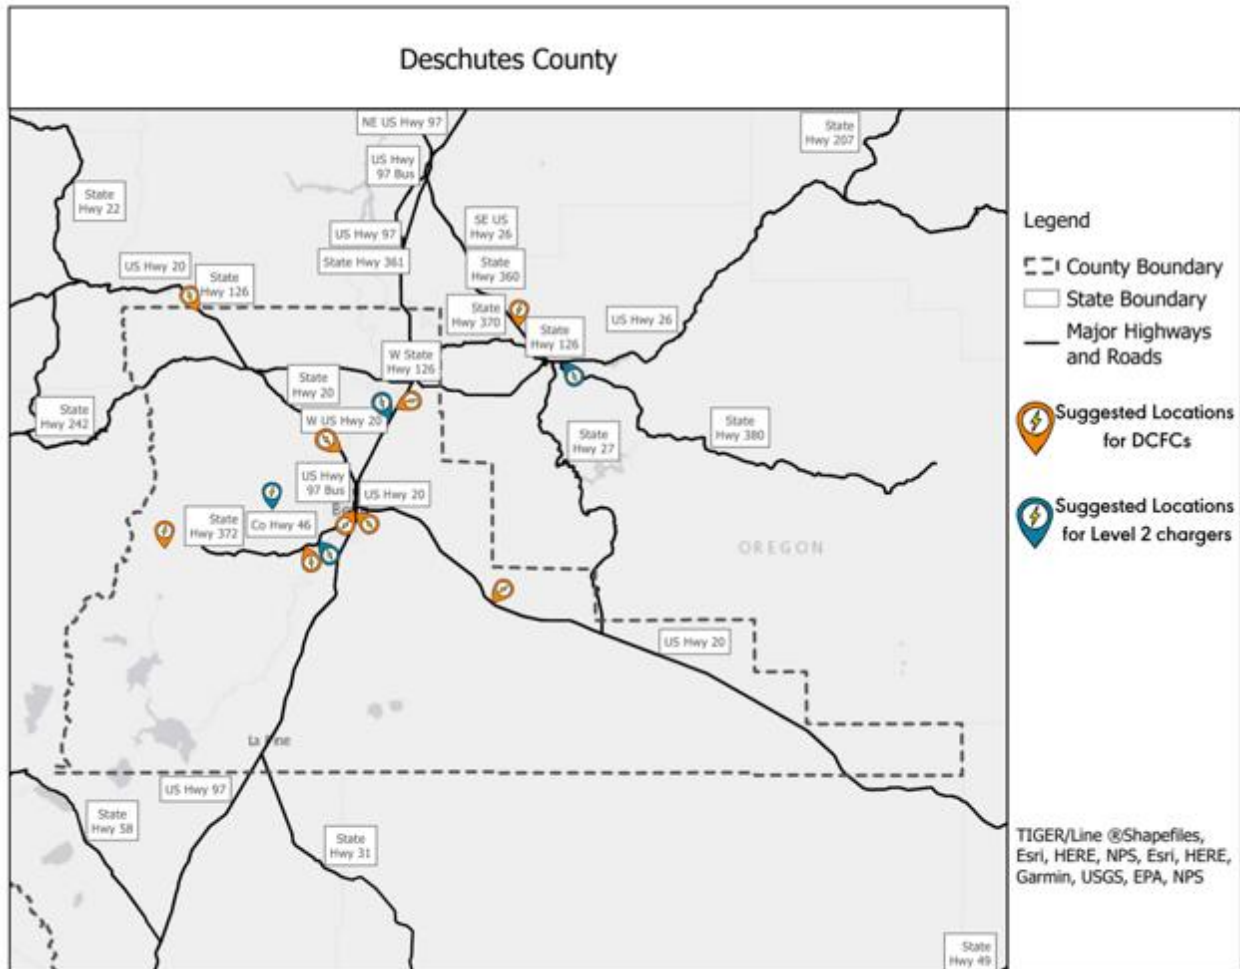 Deschutes County
NE US Hwy 97
State
Hwy 207
US Hwy
97 Bus
State
Hwy 22
SE US
Hwy 26
US Hwy 97
State Hwy 361
State
Hwy 360
US Hwy 20
State
Hwy 126
State
Hwy 370
US Hwy 26
State
Hwy 126
W State
Hwy 126
State
Hwy 20
State
Hwy 242
W US Hwy 20
State
Hwy 380
State
Hwy 27
US Hwy
97 Bus
US Hwy 20
State
Hwy 372
Co Hwy 46
OREGON
US Hwy 20
La Pine
US Hwy 97
State
Hwy 58
State
Hwy 31
State
Hwy 49
Legend
County Boundary
State Boundary
Major Highways
and Roads
Suggested Locations
for DCFCs
Suggested Locations
for Level 2 chargers
TIGER/Line ®Shapefiles,
Esri, HERE, NPS, Esri, HERE,
Garmin, USGS, EPA, NPS